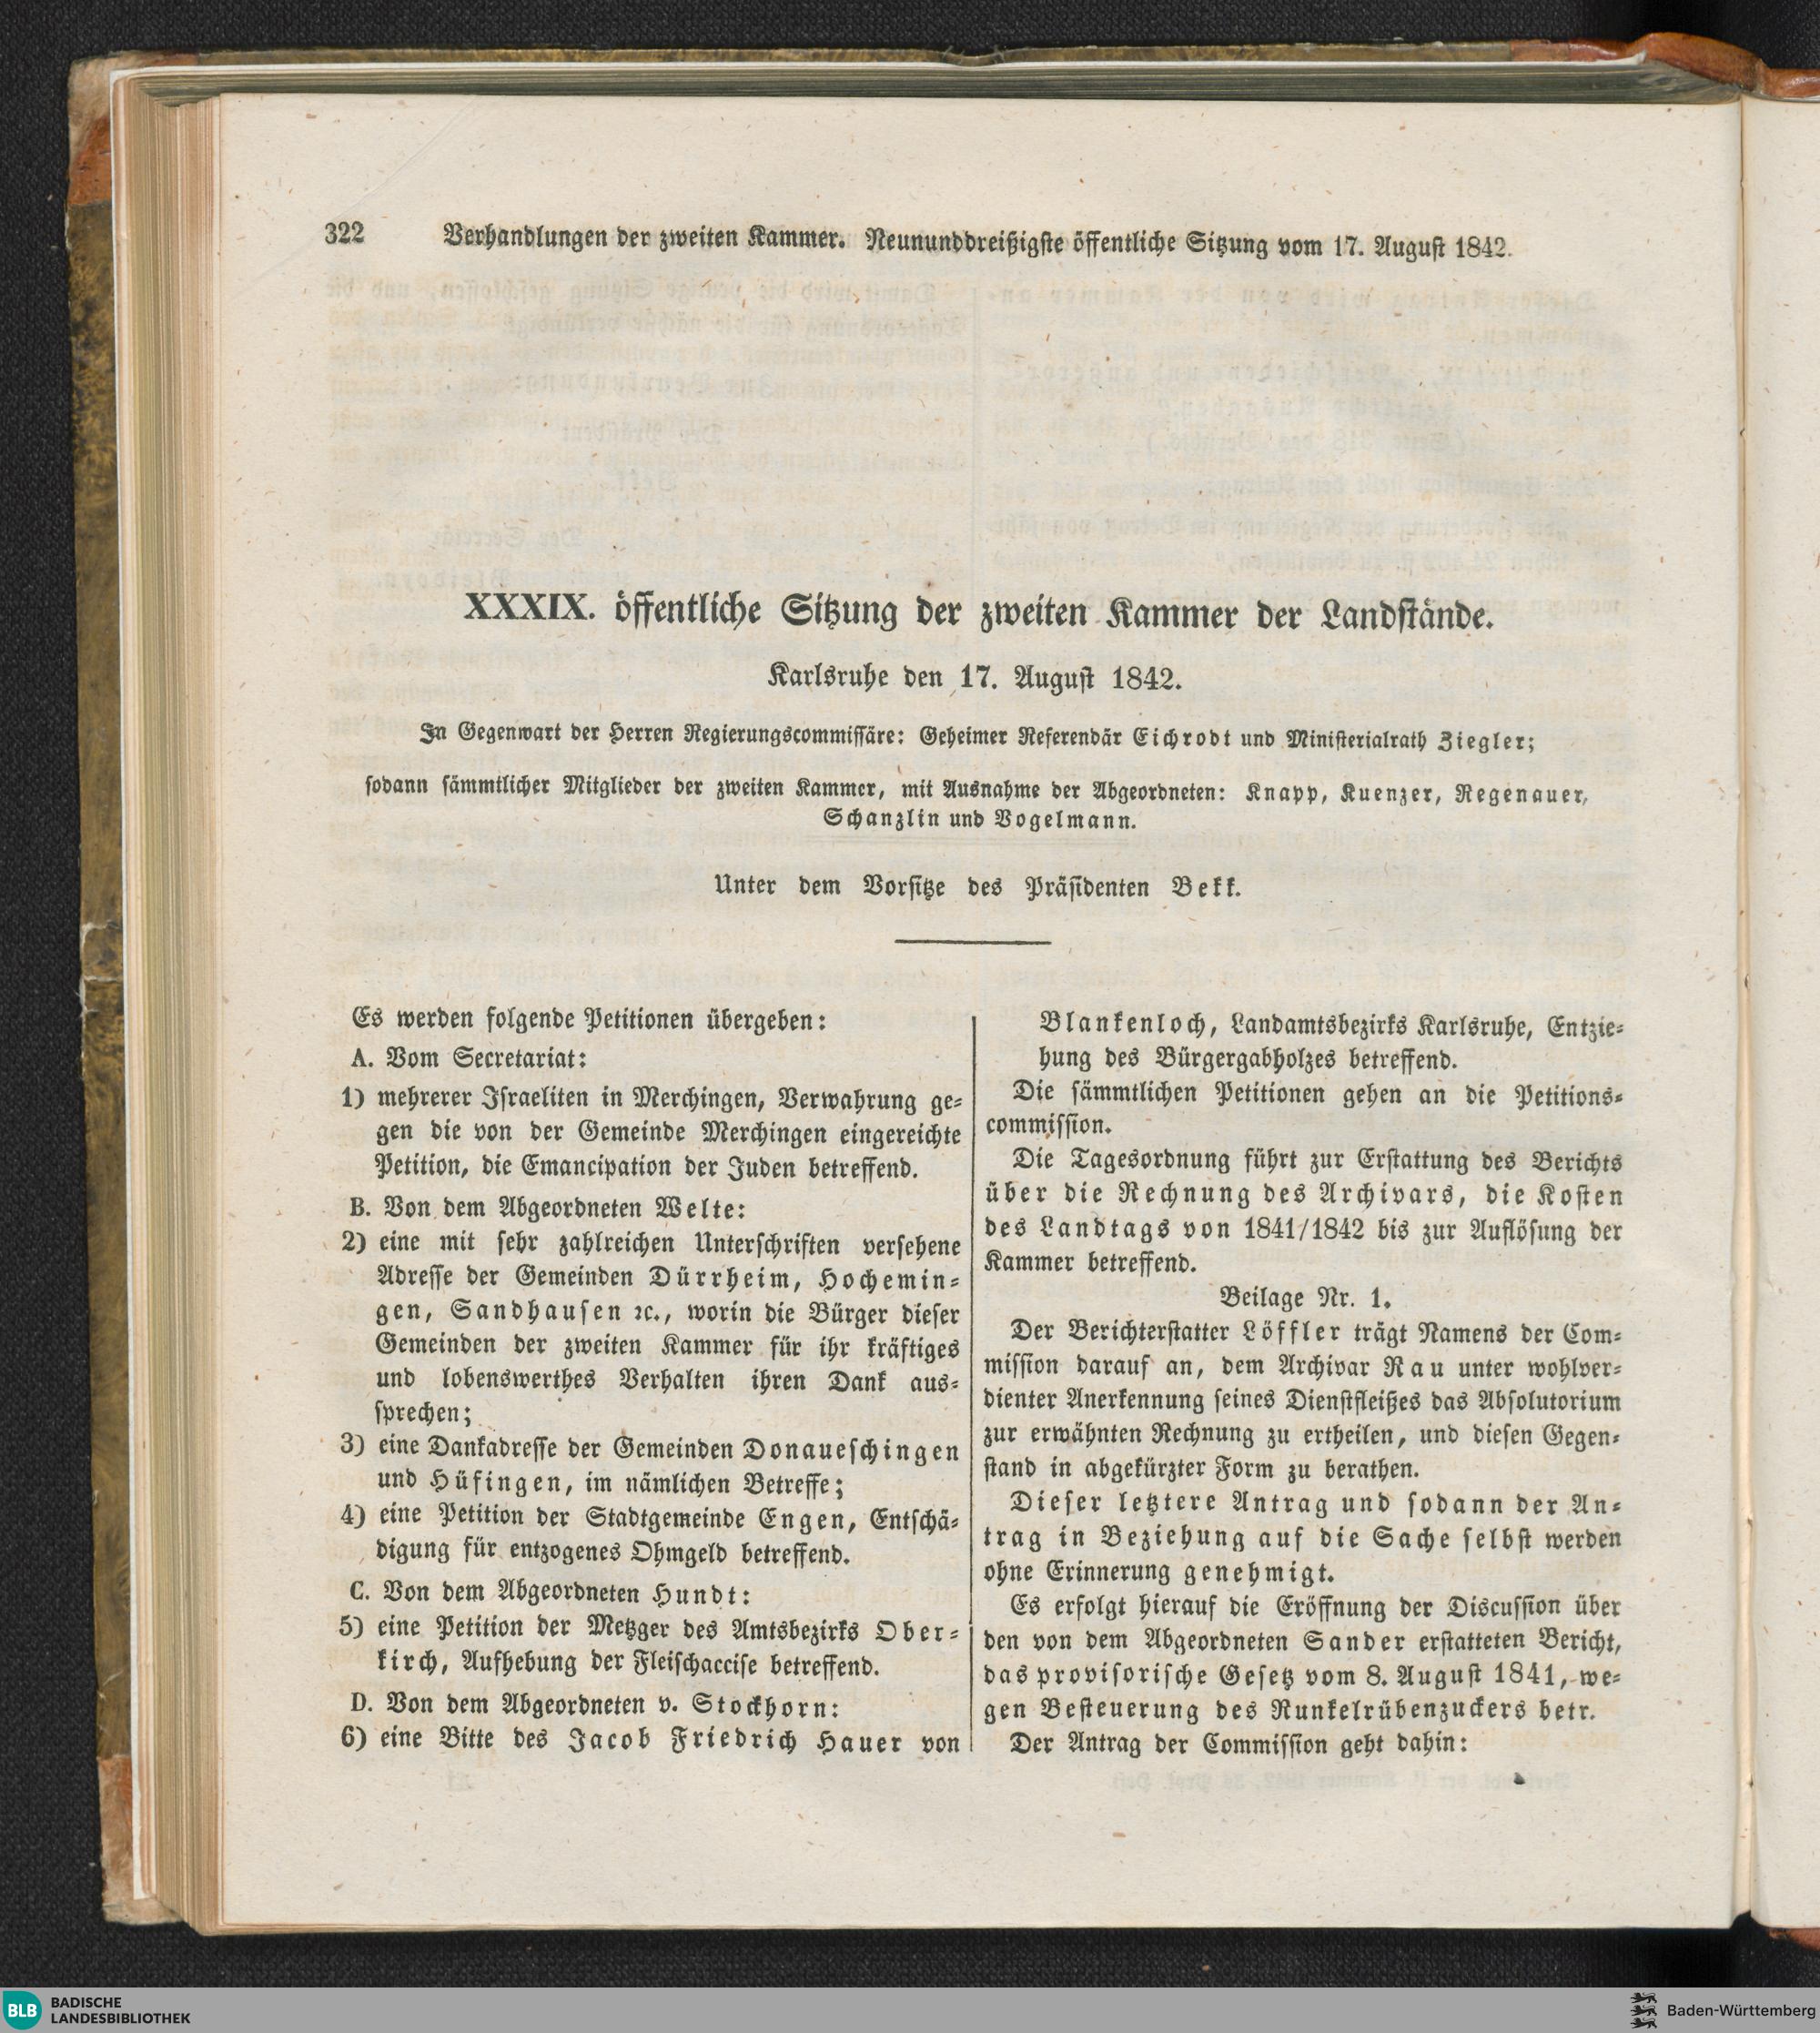 322 Verhandlungen der zweiten Kammer. Neununddreißigste öffentliche Sitzung vom 17. August 1842.
XXXIX. öffentliche Sitzung der zweiten Kammer der Landstände.
Karlsruhe den 17. August 1842.
In Gegenwart der Herren Regierungscommissäre: Geheimer Referendär Eichrodt und Ministerialrath Ziegler;
sodann sämmtlicher Mitglieder der zweiten Kammer, mit Ausnahme der Abgeordneten: Knapp, Kuenzer, Regenauer,
Schanzlin und Vogelmann.
Unter dem Vorsitze des Präsidenten Bekk.
Es werden folgende Petitionen übergeben:
A. Vom Secretariat:
1) mehrerer Israeliten in Merchingen, Verwahrung ge-
gen die von der Gemeinde Merchingen eingereichte
Petition, die Emancipation der Juden betreffend.
B. Von dem Abgeordneten Welte:
2) eine mit sehr zahlreichen Unterschriften versehene
Adresse der Gemeinden Dürrheim, Hochemin-
gen, Sandhausen ꝛc., worin die Bürger dieser
Gemeinden der zweiten Kammer für ihr kräftiges
und lobenswerthes Verhalten ihren Dank aus-
sprechen;
3) eine Dankadresse der Gemeinden Donaueschingen
und Hüfingen, im nämlichen Betreffe;
4) eine Petition der Stadtgemeinde Engen, Entschä-
digung für entzogenes Ohmgeld betreffend.
C. Von dem Abgeordneten Hundt:
5) eine Petition der Metzger des Amtsbezirks Ober-
kirch, Aufhebung der Fleischaccise betreffend.
D. Von dem Abgeordneten v. Stockhorn:
6) eine Bitte des Jacob Friedrich Hauer von
Blankenloch, Landamtsbezirks Karlsruhe, Entzie-
hung des Bürgergabholzes betreffend.
Die sämmtlichen Petitionen gehen an die Petitions-
commission.
Die Tagesordnung führt zur Erstattung des Berichts
über die Rechnung des Archivars, die Kosten
des Landtags von 1841/1842 bis zur Auflösung der
Kammer betreffend.
Beilage Nr. 1.
Der Berichterstatter Löffler trägt Namens der Com-
mission darauf an, dem Archivar Rau unter wohlver-
dienter Anerkennung seines Dienstfleißes das Absolutorium
zur erwähnten Rechnung zu ertheilen, und diesen Gegen-
stand in abgekürzter Form zu berathen.
Dieser letztere Antrag und sodann der An-
trag in Beziehung auf die Sache selbst werden
ohne Erinnerung genehmigt.
Es erfolgt hierauf die Eröffnung der Discussion über
den von dem Abgeordneten Sander erstatteten Bericht,
das provisorische Gesetz vom 8. August 1841, we-
gen Besteuerung des Runkelrübenzuckers betr.
Der Antrag der Commission geht dahin:
BLB BADISCHE
LANDESBIBLIOTHEK
Baden-Württemberg